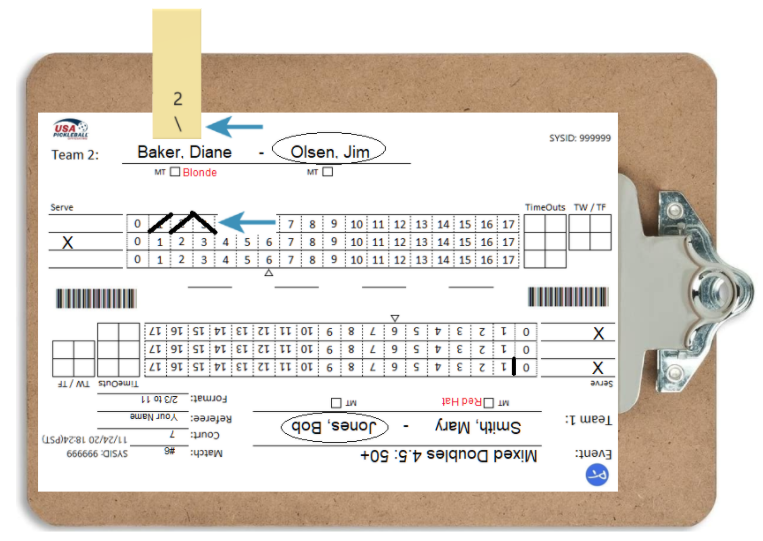 2
\
USA PICKLEBALL
SYSID: 999999
Team 2: Baker, Diane - Olsen, Jim
MT Blonde MT
Serve TimeOuts TW / TF
0 7 8 9 10 11 12 13 14 15 16 17
X 0 1 2 3 4 5 6 7 8 9 10 11 12 13 14 15 16 17
0 1 2 3 4 5 6 7 8 9 10 11 12 13 14 15 16 17
Event: Mixed Doubles 4.5: 50+ Match: #6 SYSID: 999999
Court: 7 11/24/20 18:24(PST)
Team 1: Smith, Mary - Jones, Bob Referee: Your Name
MT Red Hat MT Format: 2/3 to 11
Serve TimeOuts TW / TF
X 0 1 2 3 4 5 6 7 8 9 10 11 12 13 14 15 16 17
0 1 2 3 4 5 6 7 8 9 10 11 12 13 14 15 16 17
X 0 1 2 3 4 5 6 7 8 9 10 11 12 13 14 15 16 17